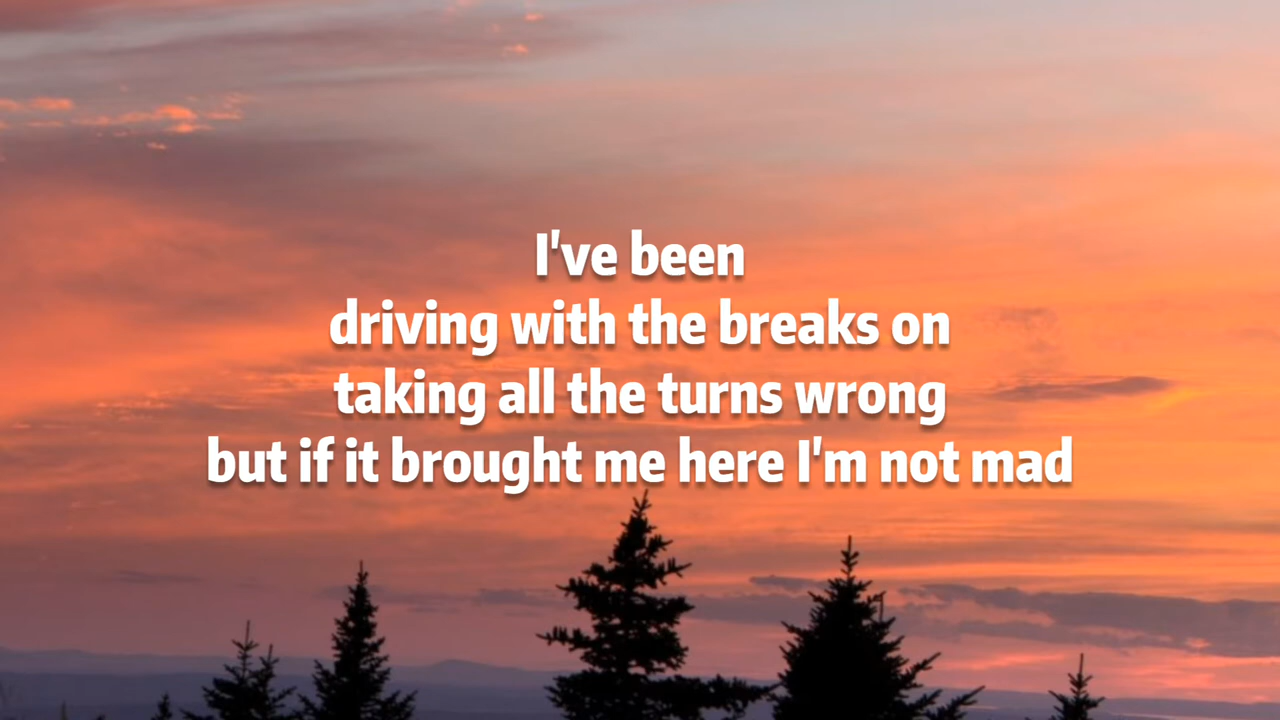 I've been
driving with the breaks on
taking all the turns wrong
but if it brought me here I'm not mad